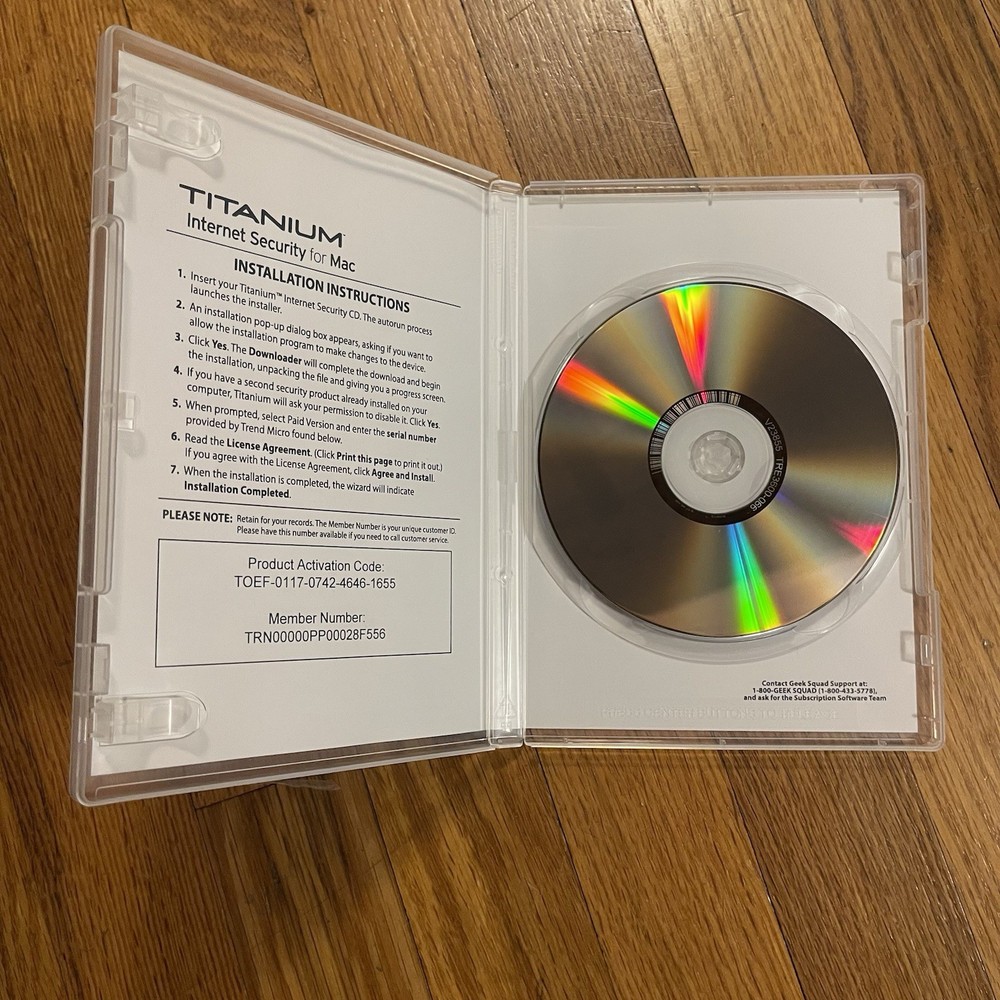 TITANIUM™
Internet Security for Mac
INSTALLATION INSTRUCTIONS
1. Insert your Titanium™ Internet Security CD. The autorun process
launches the installer.
2. An installation pop-up dialog box appears, asking if you want to
allow the installation program to make changes to the device.
3. Click Yes. The Downloader will complete the download and begin
the installation, unpacking the file and giving you a progress screen.
4. If you have a second security product already installed on your
computer, Titanium will ask your permission to disable it. Click Yes.
5. When prompted, select Paid Version and enter the serial number
provided by Trend Micro found below.
6. Read the License Agreement. (Click Print this page to print it out.)
If you agree with the License Agreement, click Agree and Install.
7. When the installation is completed, the wizard will indicate
Installation Completed.
PLEASE NOTE: Retain for your records. The Member Number is your unique customer ID.
Please have this number available if you need to call customer service.
Product Activation Code:
TOEF-0117-0742-4646-1655
Member Number:
TRN00000PP00028F556
V23855 TRE3600-066
Contact Geek Squad Support at:
1-800-GEEK SQUAD (1-800-433-5778),
and ask for the Subscription Software Team